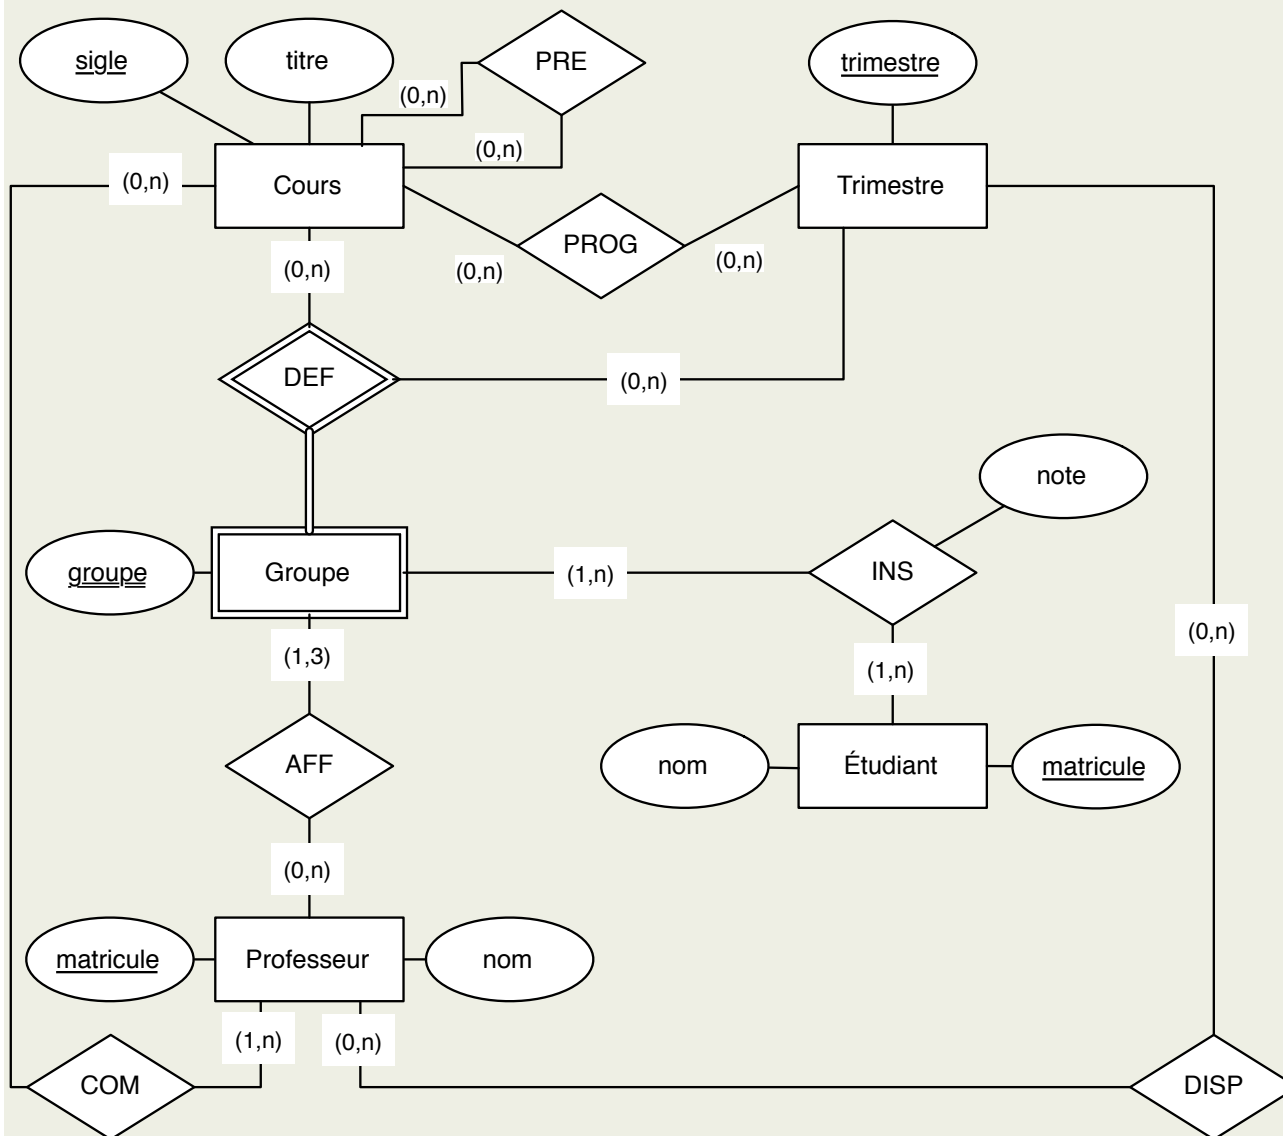 sigle
titre
PRE
trimestre
(0,n)
(0,n)
(0,n)
Cours
Trimestre
PROG
(0,n)
(0,n)
(0,n)
DEF
(0,n)
note
groupe
Groupe
(1,n)
INS
(0,n)
(1,3)
(1,n)
AFF
nom
Étudiant
matricule
(0,n)
matricule
Professeur
nom
(1,n)
(0,n)
COM
DISP